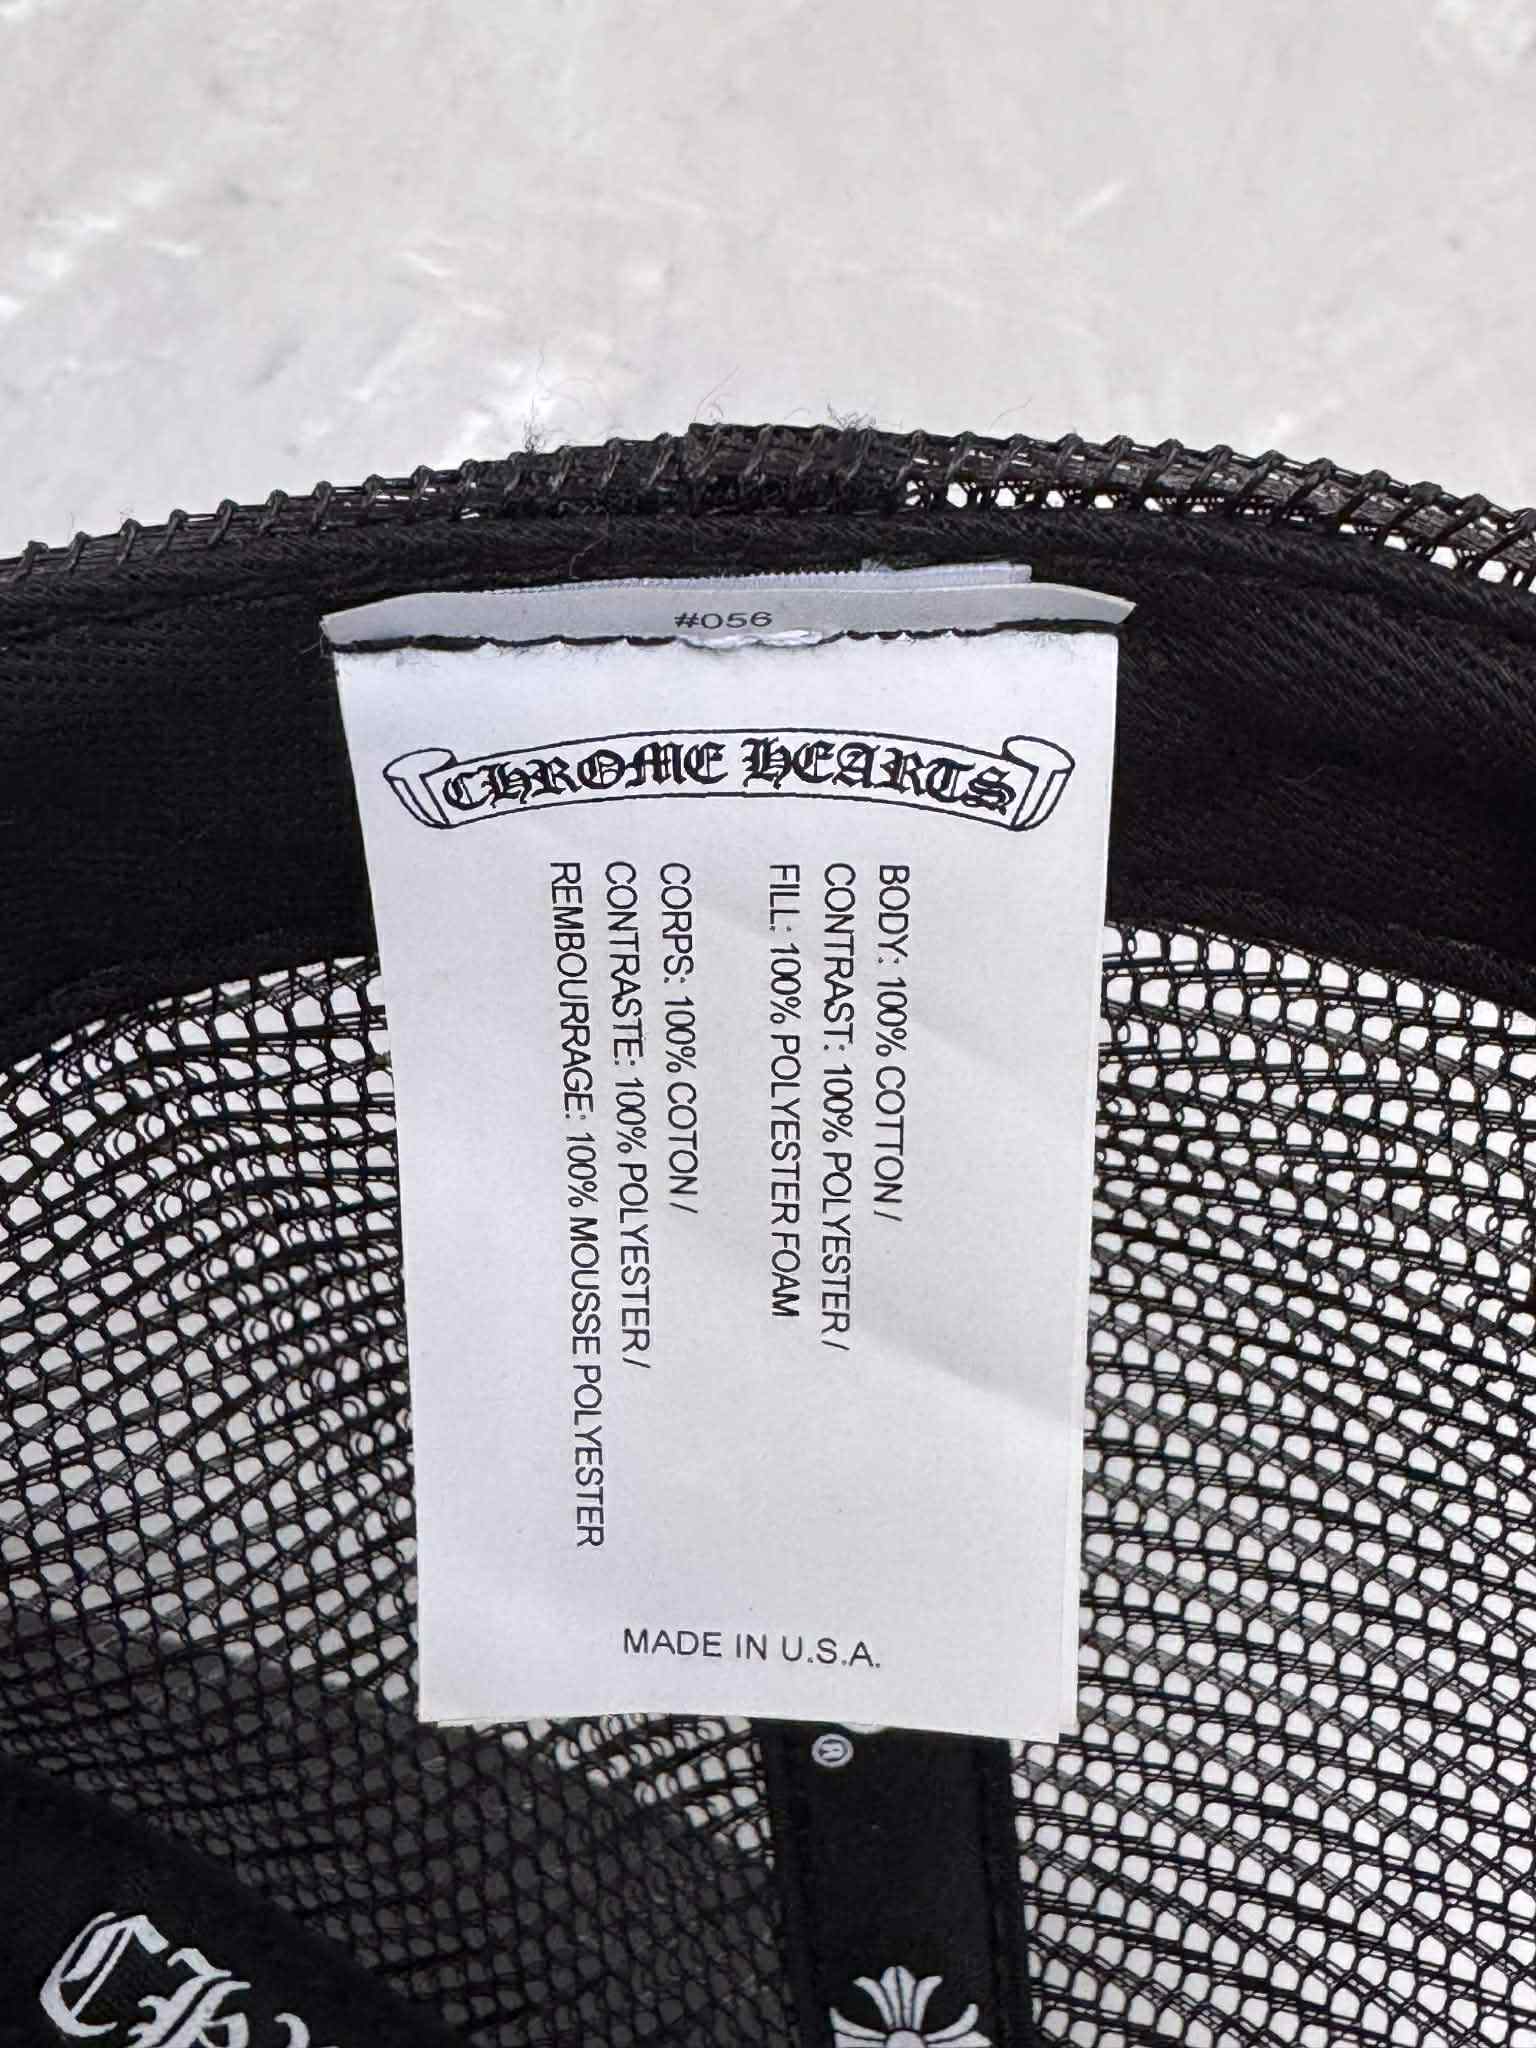 #056
CHROME HEARTS
BODY: 100% COTTON /
CONTRAST: 100% POLYESTER /
FILL: 100% POLYESTER FOAM
CORPS: 100% COTON /
CONTRASTE: 100% POLYESTER /
REMBOURRAGE: 100% MOUSSE POLYESTER
MADE IN U.S.A.
®
Ch